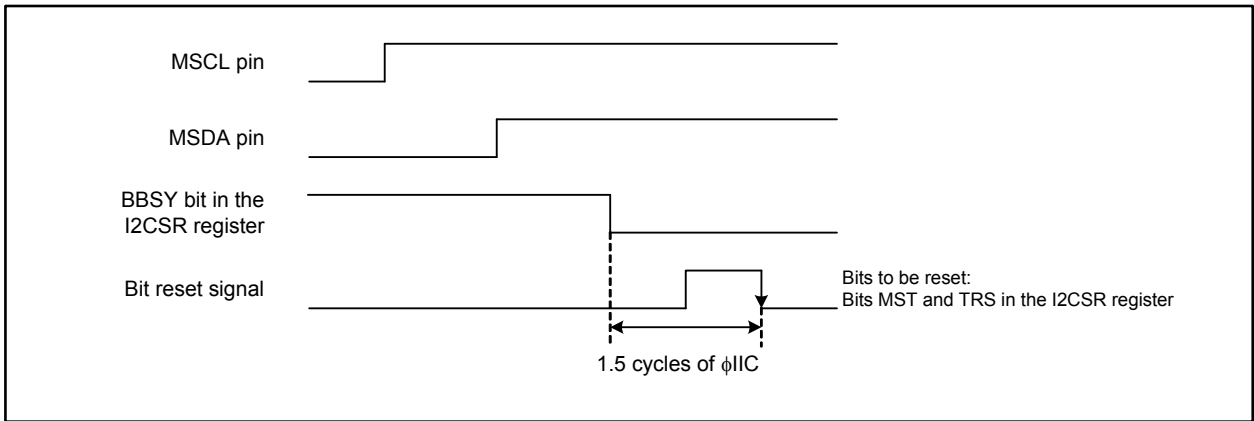 MSCL pin
MSDA pin
BBSY bit in the
I2CSR register
Bit reset signal
Bits to be reset:
Bits MST and TRS in the I2CSR register
1.5 cycles of ϕIIC